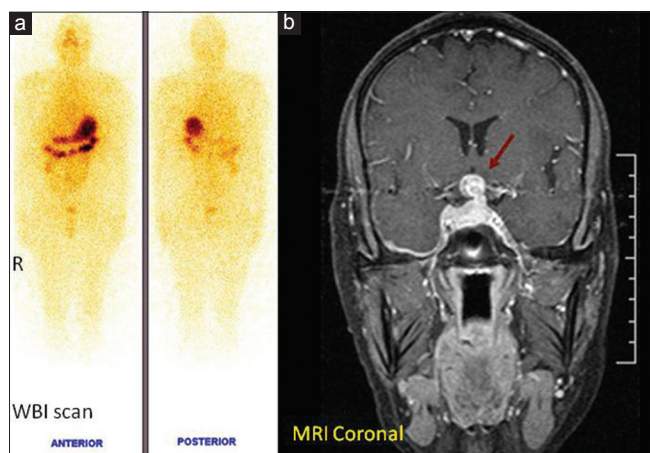 a
b
R
WBI scan
ANTERIOR
POSTERIOR
MRI Coronal